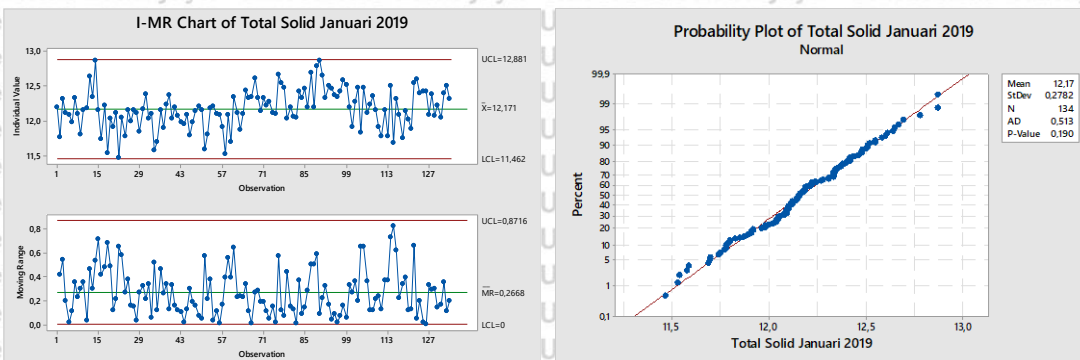 I-MR Chart of Total Solid Januari 2019
13,0
12,5
12,0
11,5
Individual Value
UCL=12,881
X=12,171
LCL=11,462
1 15 29 43 57 71 85 99 113 127
Observation
0,8
0,6
0,4
0,2
0,0
Moving Range
UCL=0,8716
MR=0,2668
LCL=0
1 15 29 43 57 71 85 99 113 127
Observation
Probability Plot of Total Solid Januari 2019
Normal
99,9
99
95
90
80
70
60
50
40
30
20
10
5
1
0,1
Percent
11,5 12,0 12,5 13,0
Total Solid Januari 2019
Mean 12,17
StDev 0,2782
N 134
AD 0,513
P-Value 0,190